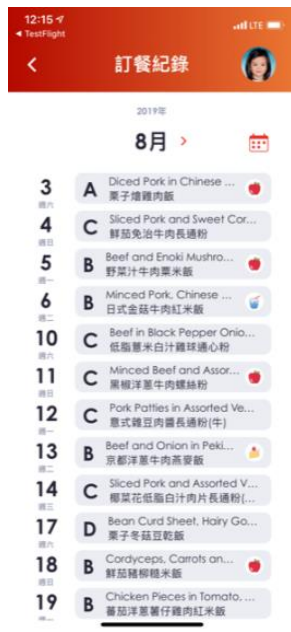 12:15
LTE
◀ TestFlight
訂餐紀錄
2019年
8月 >
3
週六
A
Diced Pork in Chinese ...
栗子燴雞肉飯
4
週日
C
Sliced Pork and Sweet Cor...
鮮茄免治牛肉長通粉
5
週一
B
Beef and Enoki Mushro...
野菜汁牛肉粟米飯
6
週二
B
Minced Pork, Chinese ...
日式金菇牛肉紅米飯
10
週六
C
Beef in Black Pepper Onio...
低脂薏米白汁雞球通心粉
11
週日
C
Minced Beef and Assor...
黑椒洋蔥牛肉螺絲粉
12
週一
C
Pork Patties in Assorted Ve...
意式雜豆肉醬長通粉(牛)
13
週二
B
Beef and Onion in Peki...
京都洋蔥牛肉燕麥飯
14
週三
C
Sliced Pork and Assorted V...
椰菜花低脂白汁肉片長通粉(...
17
週六
D
Bean Curd Sheet, Hairy Go...
栗子冬菇豆乾飯
18
週日
B
Cordyceps, Carrots an...
鮮茄豬柳糙米飯
19
週一
B
Chicken Pieces in Tomato, ...
蕃茄洋蔥薯仔雞肉紅米飯